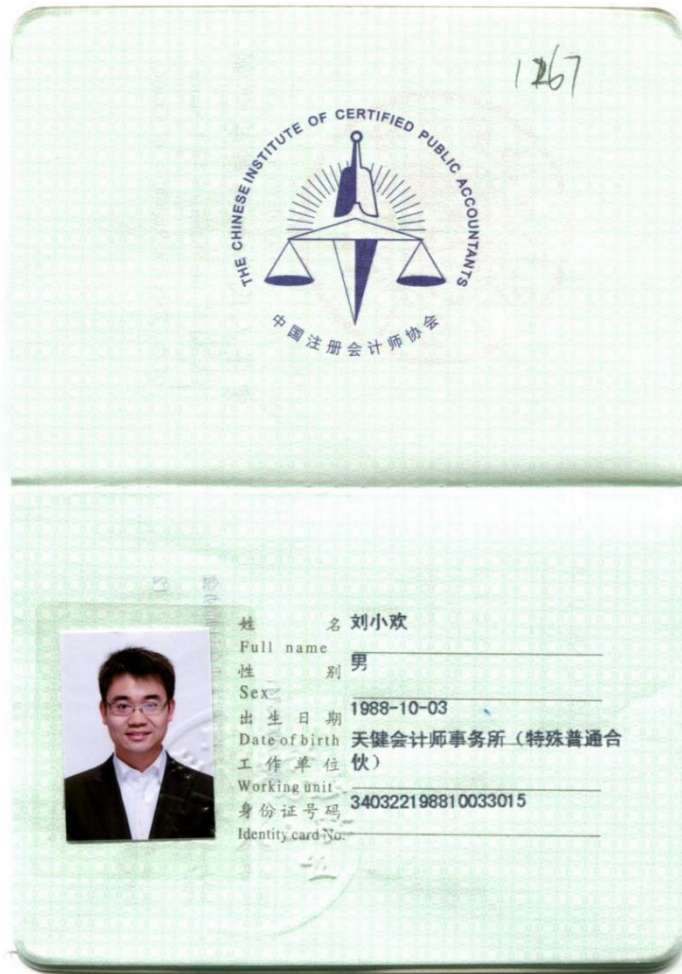 1267
THE CHINESE INSTITUTE OF CERTIFIED PUBLIC ACCOUNTANTS
中国注册会计师协会
姓名 刘小欢
Full name
性别 男
Sex
出生日期 1988-10-03
Date of birth
工作单位 天健会计师事务所（特殊普通合
伙）
Working unit
身份证号码 340322198810033015
Identity card No.